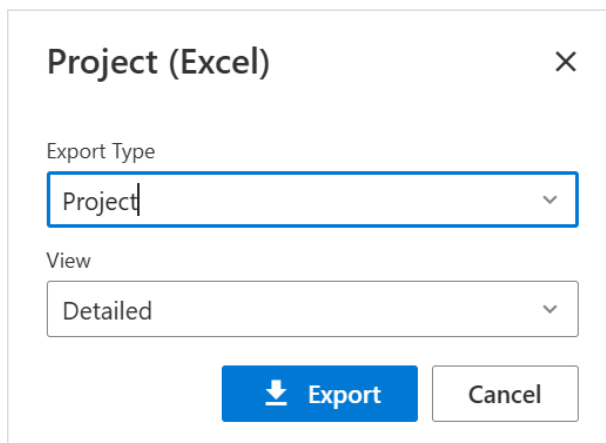 Project (Excel)
Export Type
Project
View
Detailed
Export
Cancel